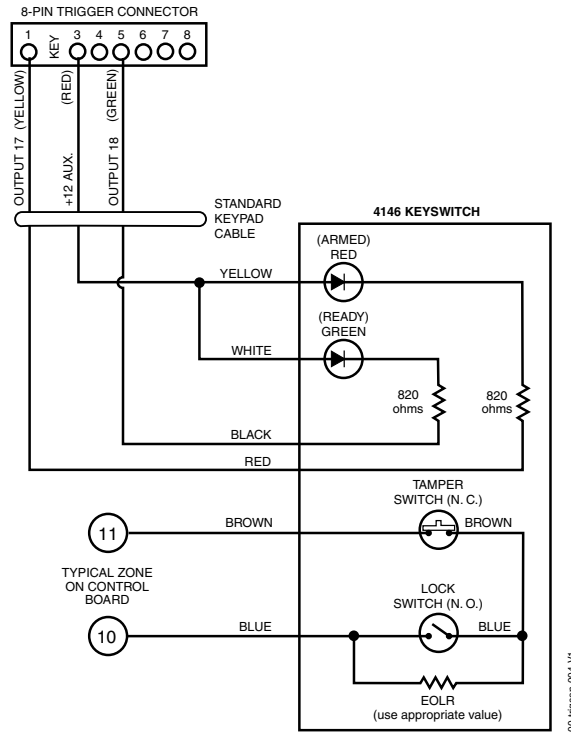 8-PIN TRIGGER CONNECTOR
1 KEY 3 4 5 6 7 8
OUTPUT 17 (YELLOW)
+12 AUX. (RED)
OUTPUT 18 (GREEN)
STANDARD
KEYPAD
CABLE
4146 KEYSWITCH
(ARMED)
RED
YELLOW
(READY)
GREEN
WHITE
820
ohms
820
ohms
BLACK
RED
TAMPER
SWITCH (N. C.)
11
BROWN
BROWN
TYPICAL ZONE
ON CONTROL
BOARD
LOCK
SWITCH (N. O.)
10
BLUE
BLUE
EOLR
(use appropriate value)